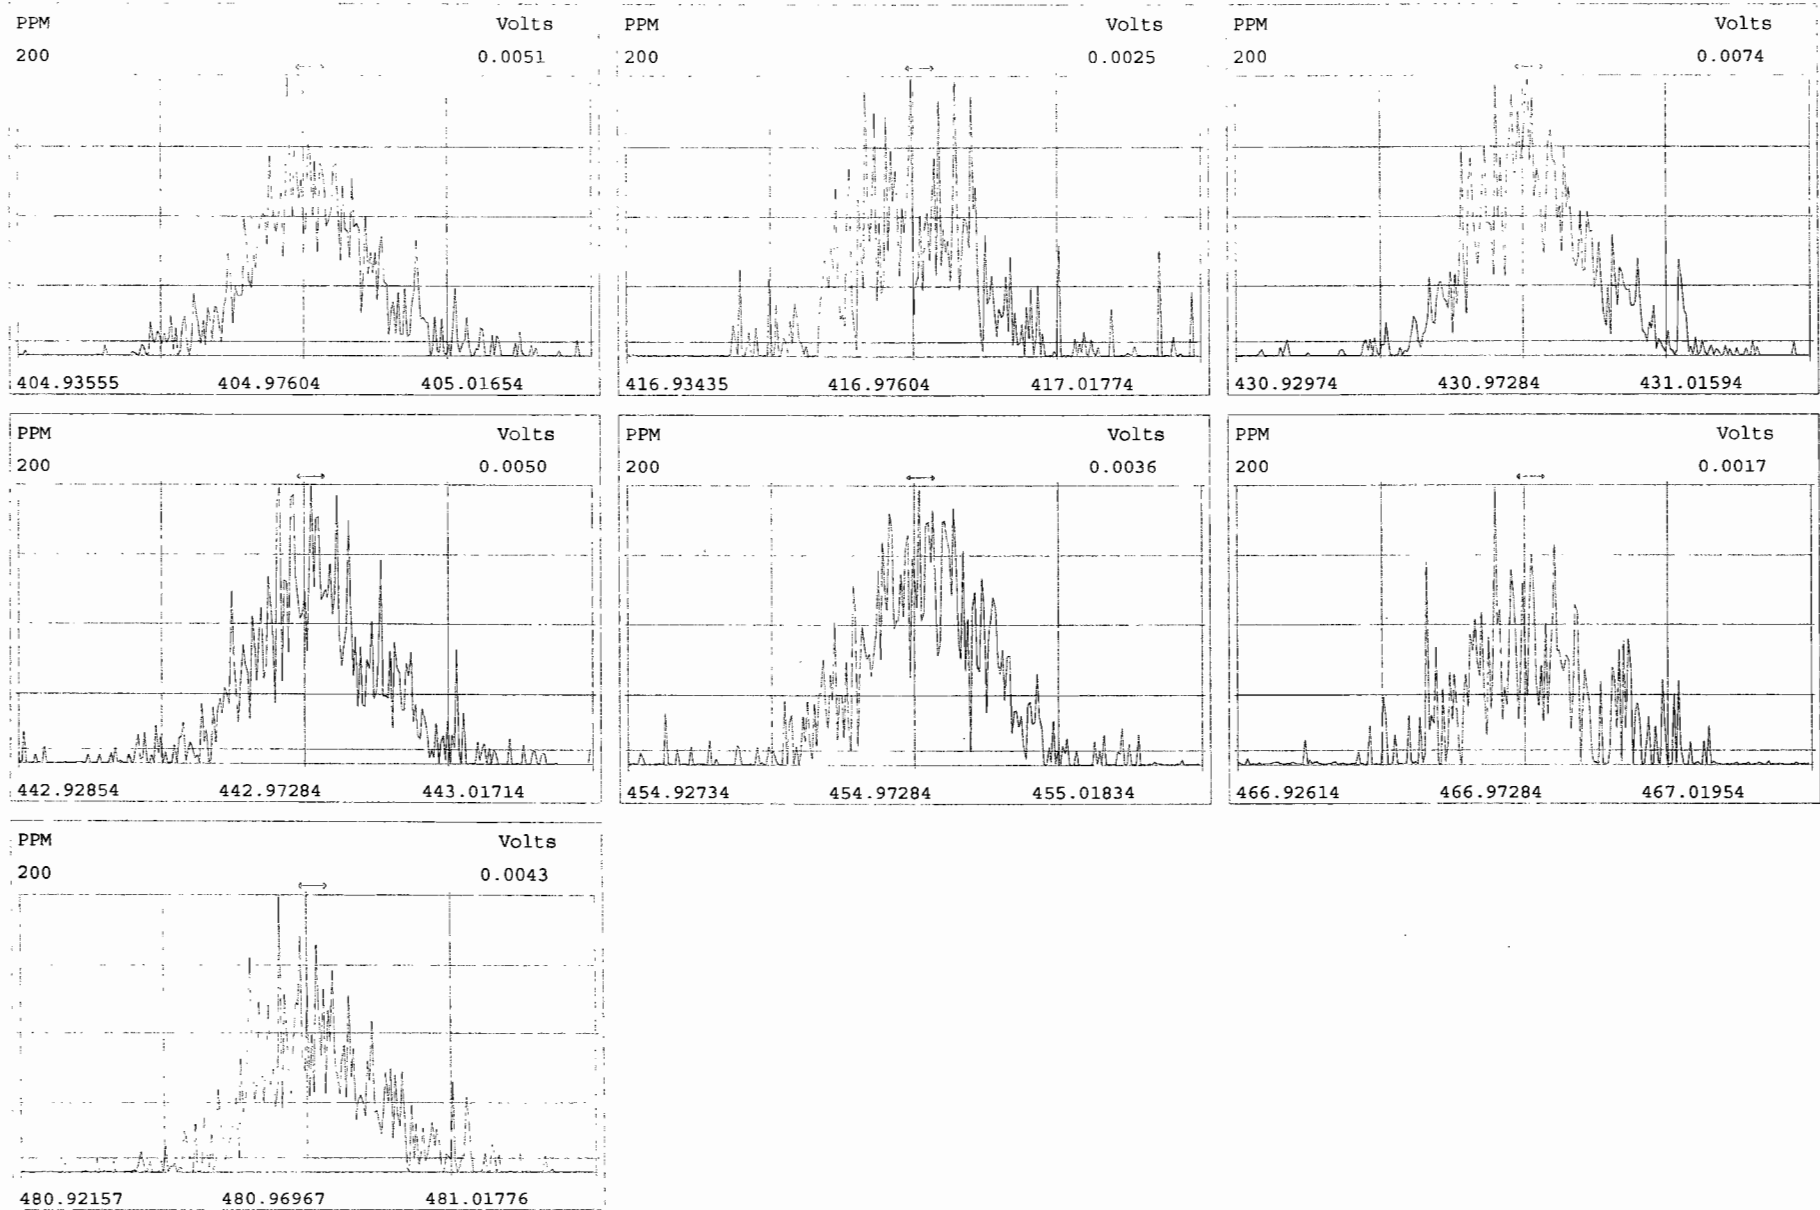 PPM Volts
200 0.0051
404.93555 404.97604 405.01654
PPM Volts
200 0.0025
416.93435 416.97604 417.01774
PPM Volts
200 0.0074
430.92974 430.97284 431.01594
PPM Volts
200 0.0050
442.92854 442.97284 443.01714
PPM Volts
200 0.0036
454.92734 454.97284 455.01834
PPM Volts
200 0.0017
466.92614 466.97284 467.01954
PPM Volts
200 0.0043
480.92157 480.96967 481.01776